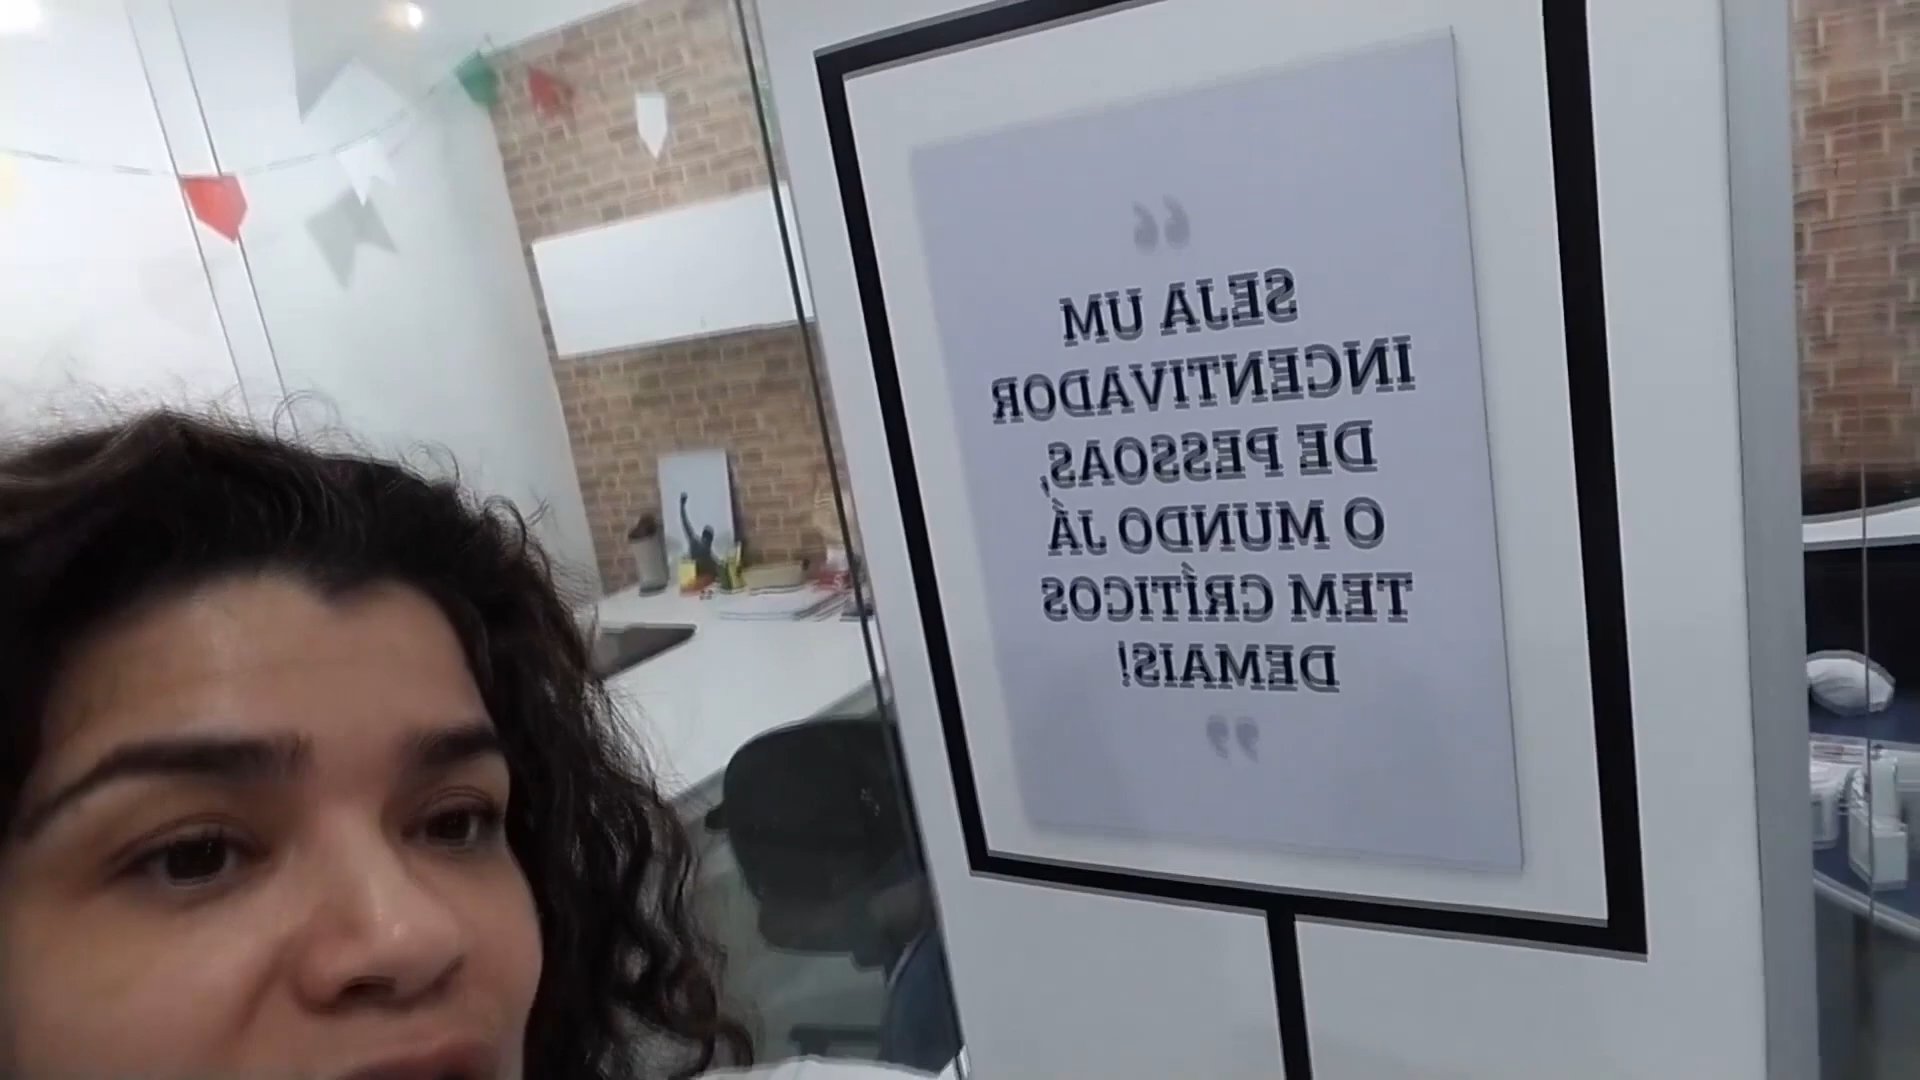 “
SEJA UM
INCENTIVADOR
DE PESSOAS,
O MUNDO JÁ
TEM CRÍTICOS
DEMAIS!
”